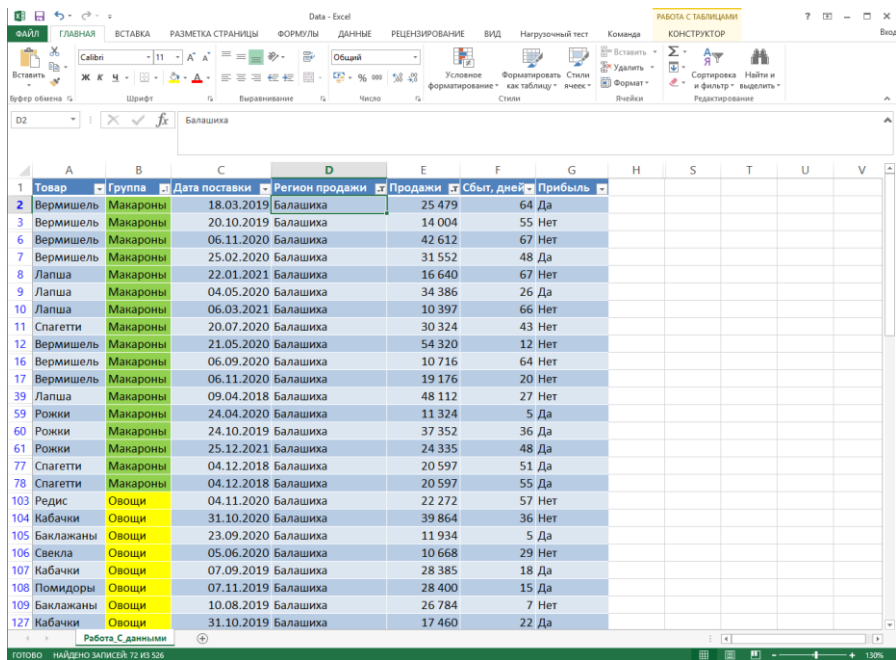 Data - Excel
РАБОТА С ТАБЛИЦАМИ
ФАЙЛ ГЛАВНАЯ ВСТАВКА РАЗМЕТКА СТРАНИЦЫ ФОРМУЛЫ ДАННЫЕ РЕЦЕНЗИРОВАНИЕ ВИД Нагрузочный тест Команда КОНСТРУКТОР Вход
Calibri 11 Общий
Вставить
Ж К Ч
% 000
Условное форматирование
Форматировать как таблицу
Стили ячеек
Вставить
Удалить
Формат
Сортировка и фильтр
Найти и выделить
Буфер обмена Шрифт Выравнивание Число Стили Ячейки Редактирование
D2 fx Балашиха
A B C D E F G H S T U V
1 Товар Группа Дата поставки Регион продажи Продажи Сбыт, дней Прибыль
2 Вермишель Макароны 18.03.2019 Балашиха 25 479 64 Да
3 Вермишель Макароны 20.10.2019 Балашиха 14 004 55 Нет
6 Вермишель Макароны 06.11.2020 Балашиха 42 612 67 Нет
7 Вермишель Макароны 25.02.2020 Балашиха 31 552 48 Да
8 Лапша Макароны 22.01.2021 Балашиха 16 640 67 Нет
9 Лапша Макароны 04.05.2020 Балашиха 34 386 26 Да
10 Лапша Макароны 06.03.2021 Балашиха 10 397 66 Нет
11 Спагетти Макароны 20.07.2020 Балашиха 30 324 43 Нет
12 Вермишель Макароны 21.05.2020 Балашиха 54 320 12 Нет
16 Вермишель Макароны 06.09.2020 Балашиха 10 716 64 Нет
17 Вермишель Макароны 06.11.2020 Балашиха 19 176 20 Нет
39 Лапша Макароны 09.04.2018 Балашиха 48 112 27 Нет
59 Рожки Макароны 24.04.2020 Балашиха 11 324 5 Да
60 Рожки Макароны 24.10.2019 Балашиха 37 352 36 Да
61 Рожки Макароны 25.12.2021 Балашиха 24 335 48 Да
77 Спагетти Макароны 04.12.2018 Балашиха 20 597 51 Да
78 Спагетти Макароны 04.12.2018 Балашиха 20 597 55 Да
103 Редис Овощи 04.11.2020 Балашиха 22 272 57 Нет
104 Кабачки Овощи 31.10.2020 Балашиха 39 864 36 Нет
105 Баклажаны Овощи 23.09.2020 Балашиха 11 934 5 Да
106 Свекла Овощи 05.06.2020 Балашиха 10 668 29 Нет
107 Кабачки Овощи 07.09.2019 Балашиха 28 385 18 Да
108 Помидоры Овощи 07.11.2019 Балашиха 28 400 15 Да
109 Баклажаны Овощи 10.08.2019 Балашиха 26 784 7 Нет
127 Кабачки Овощи 31.10.2019 Балашиха 17 460 22 Да
Работа_С_данными
ГОТОВО НАЙДЕНО ЗАПИСЕЙ: 72 ИЗ 526 130%